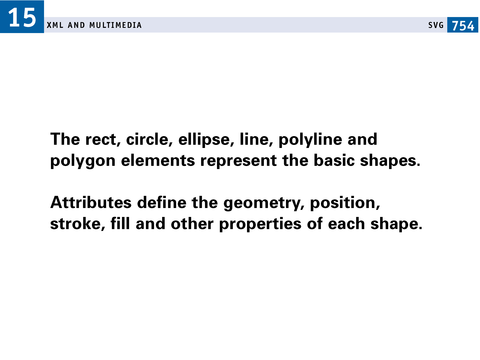 15
XML AND MULTIMEDIA
SVG 754
The rect, circle, ellipse, line, polyline and
polygon elements represent the basic shapes.
Attributes define the geometry, position,
stroke, fill and other properties of each shape.